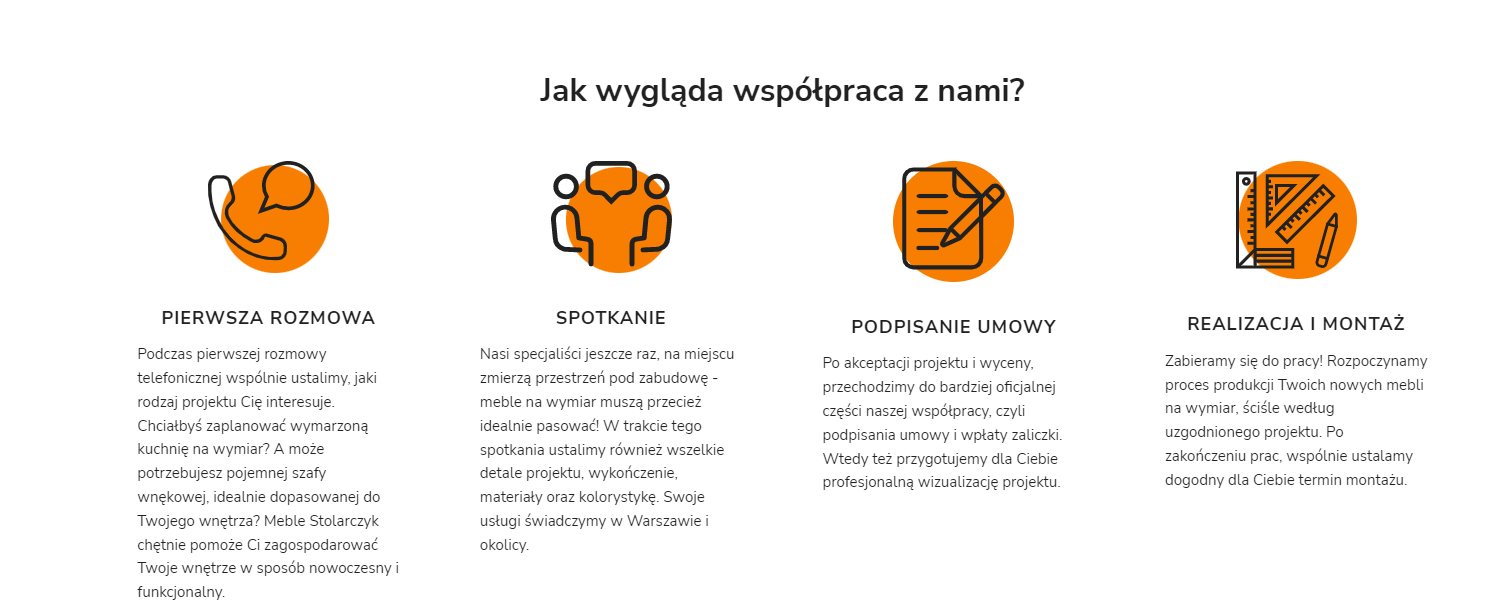 Jak wygląda współpraca z nami?
PIERWSZA ROZMOWA
Podczas pierwszej rozmowy
telefonicznej wspólnie ustalimy, jaki
rodzaj projektu Cię interesuje.
Chciałbyś zaplanować wymarzoną
kuchnię na wymiar? A może
potrzebujesz pojemnej szafy
wnękowej, idealnie dopasowanej do
Twojego wnętrza? Meble Stolarczyk
chętnie pomoże Ci zagospodarować
Twoje wnętrze w sposób nowoczesny i
funkcjonalny.
SPOTKANIE
Nasi specjaliści jeszcze raz, na miejscu
zmierzą przestrzeń pod zabudowę -
meble na wymiar muszą przecież
idealnie pasować! W trakcie tego
spotkania ustalimy również wszelkie
detale projektu, wykończenie,
materiały oraz kolorystykę. Swoje
usługi świadczymy w Warszawie i
okolicy.
PODPISANIE UMOWY
Po akceptacji projektu i wyceny,
przechodzimy do bardziej oficjalnej
części naszej współpracy, czyli
podpisania umowy i wpłaty zaliczki.
Wtedy też przygotujemy dla Ciebie
profesjonalną wizualizację projektu.
REALIZACJA I MONTAŻ
Zabieramy się do pracy! Rozpoczynamy
proces produkcji Twoich nowych mebli
na wymiar, ściśle według
uzgodnionego projektu. Po
zakończeniu prac, wspólnie ustalamy
dogodny dla Ciebie termin montażu.